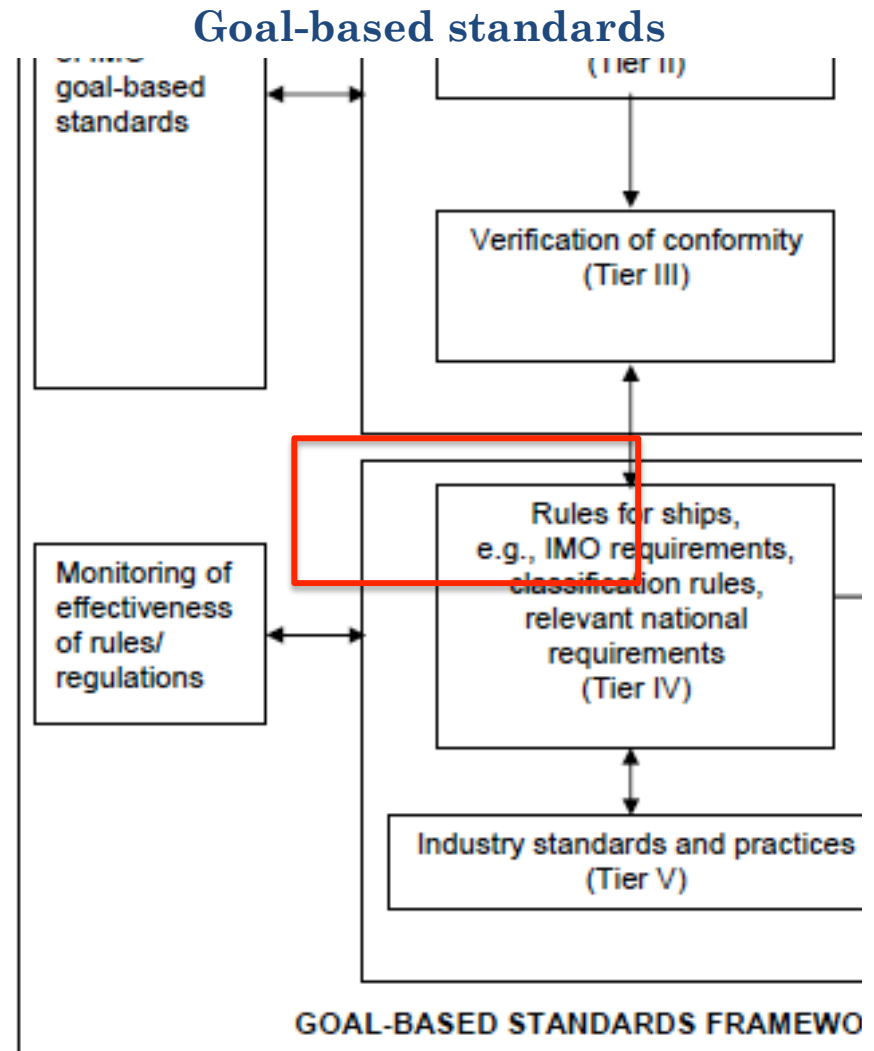 Goal-based standards
goal-based
standards
(Tier II)
Verification of conformity
(Tier III)
Rules for ships,
e.g., IMO requirements,
classification rules,
relevant national
requirements
(Tier IV)
Monitoring of
effectiveness
of rules/
regulations
Industry standards and practices
(Tier V)
GOAL-BASED STANDARDS FRAMEWO